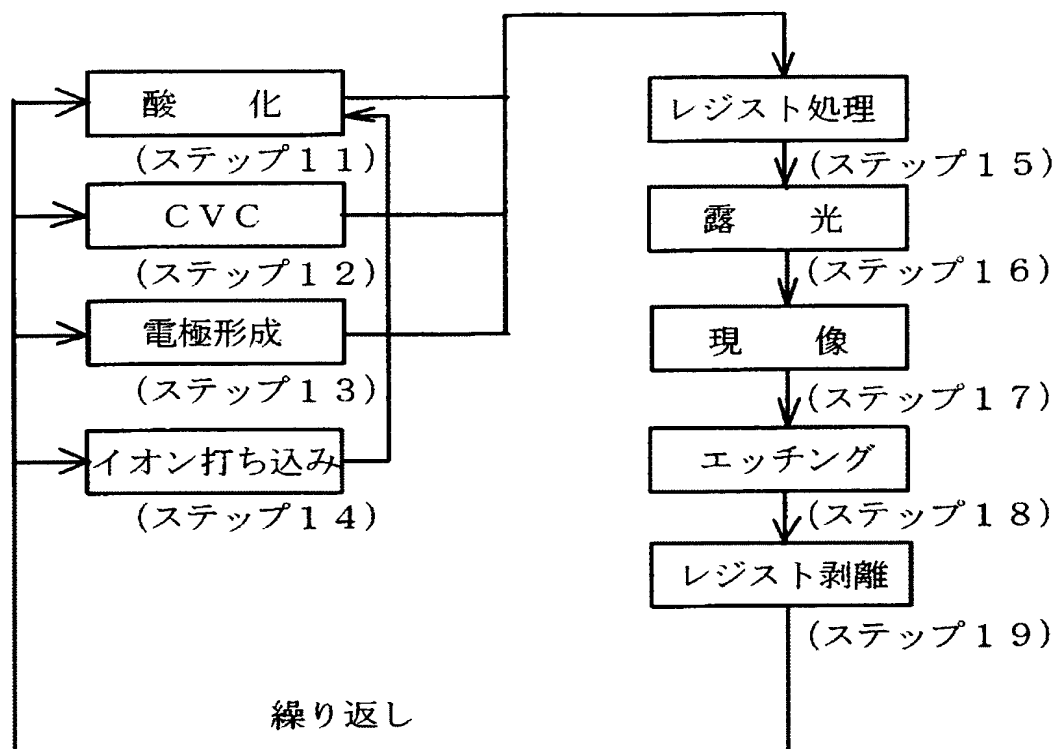 酸　　化
(ステップ１１)
ＣＶＣ
(ステップ１２)
電極形成
(ステップ１３)
イオン打ち込み
(ステップ１４)
レジスト処理
(ステップ１５)
露　　光
(ステップ１６)
現　　像
(ステップ１７)
エッチング
(ステップ１８)
レジスト剥離
(ステップ１９)
繰り返し